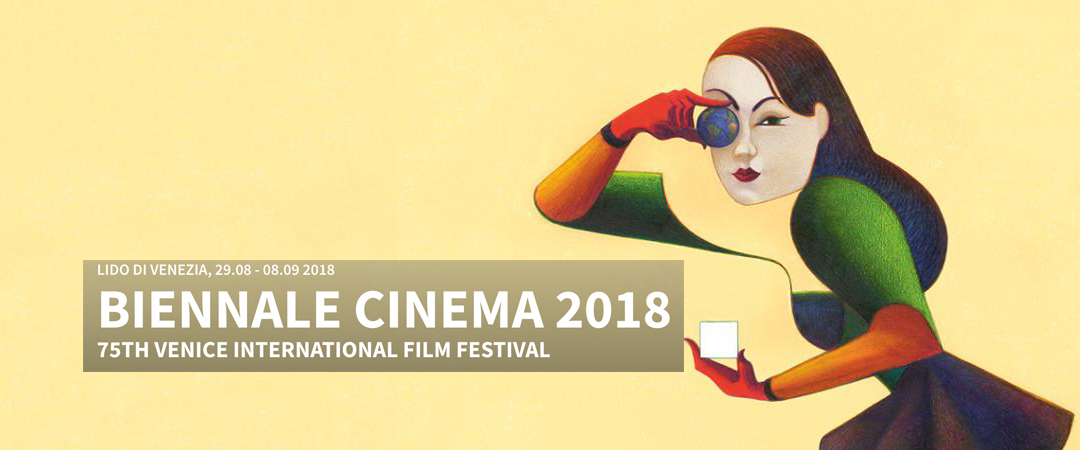 LIDO DI VENEZIA, 29.08 - 08.09 2018
BIENNALE CINEMA 2018
75TH VENICE INTERNATIONAL FILM FESTIVAL